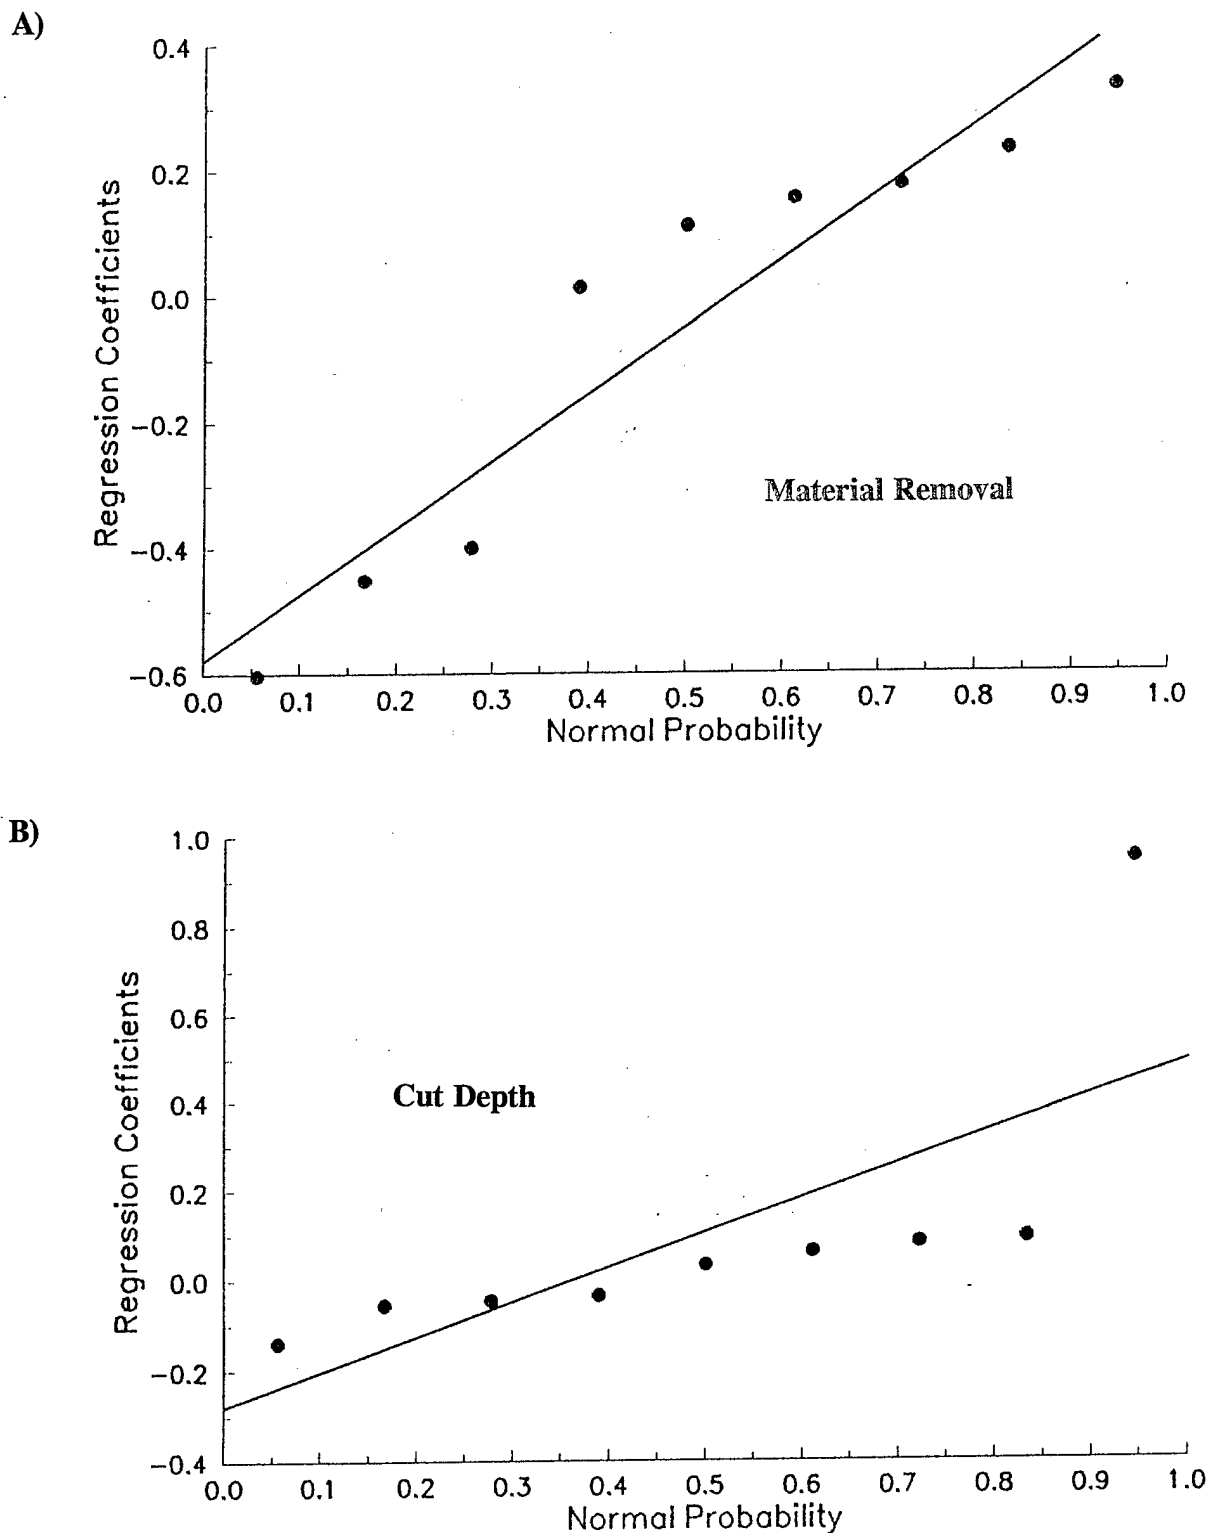 A)
0.4
0.2
0.0
−0.2
−0.4
−0.6
Regression Coefficients
Material Removal
0.0 0.1 0.2 0.3 0.4 0.5 0.6 0.7 0.8 0.9 1.0
Normal Probability
B)
1.0
0.8
0.6
0.4
0.2
0.0
−0.2
−0.4
Regression Coefficients
Cut Depth
0.0 0.1 0.2 0.3 0.4 0.5 0.6 0.7 0.8 0.9 1.0
Normal Probability